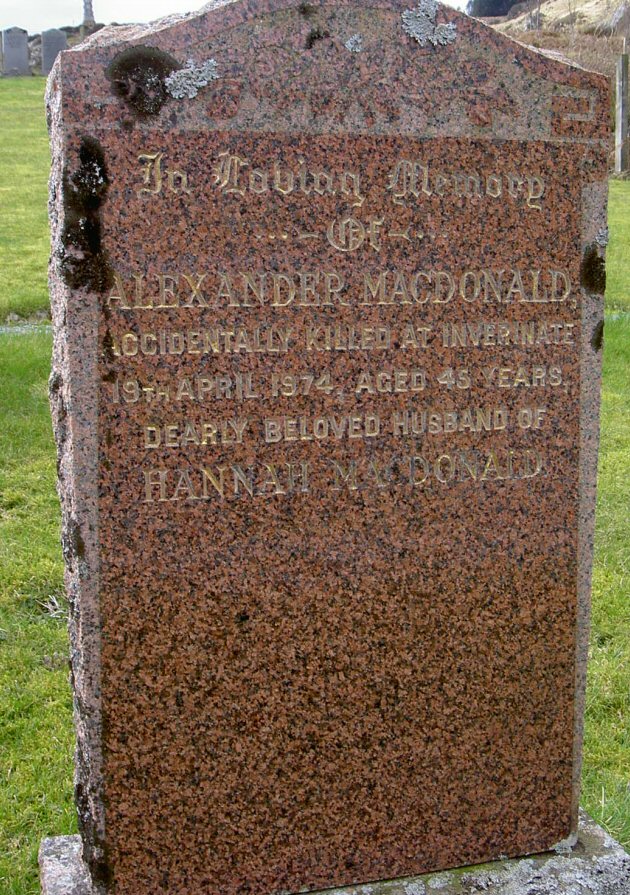 In Loving Memory
Of
ALEXANDER MACDONALD
ACCIDENTALLY KILLED AT INVERINATE
19TH APRIL 1974, AGED 45 YEARS.
DEARLY BELOVED HUSBAND OF
HANNAH MACDONALD